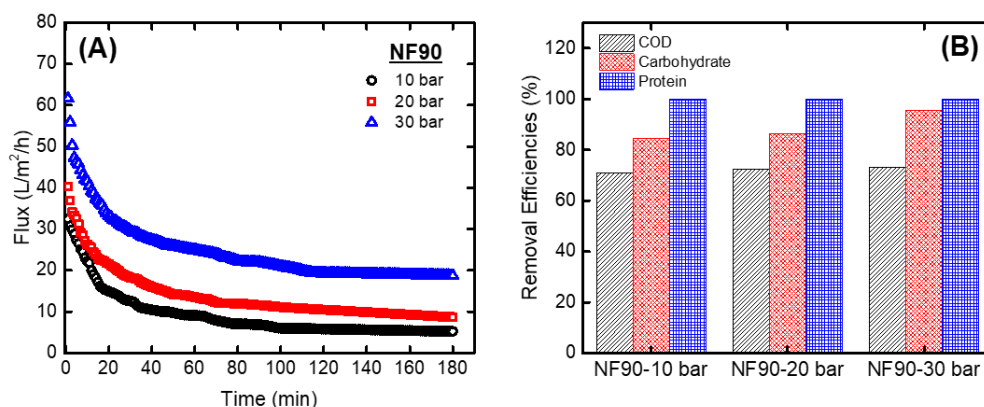 (A)
NF90
10 bar
20 bar
30 bar
Flux (L/m²/h)
80
70
60
50
40
30
20
10
0
0 20 40 60 80 100 120 140 160 180
Time (min)
(B)
COD
Carbohydrate
Protein
Removal Efficiencies (%)
120
100
80
60
40
20
0
NF90-10 bar NF90-20 bar NF90-30 bar